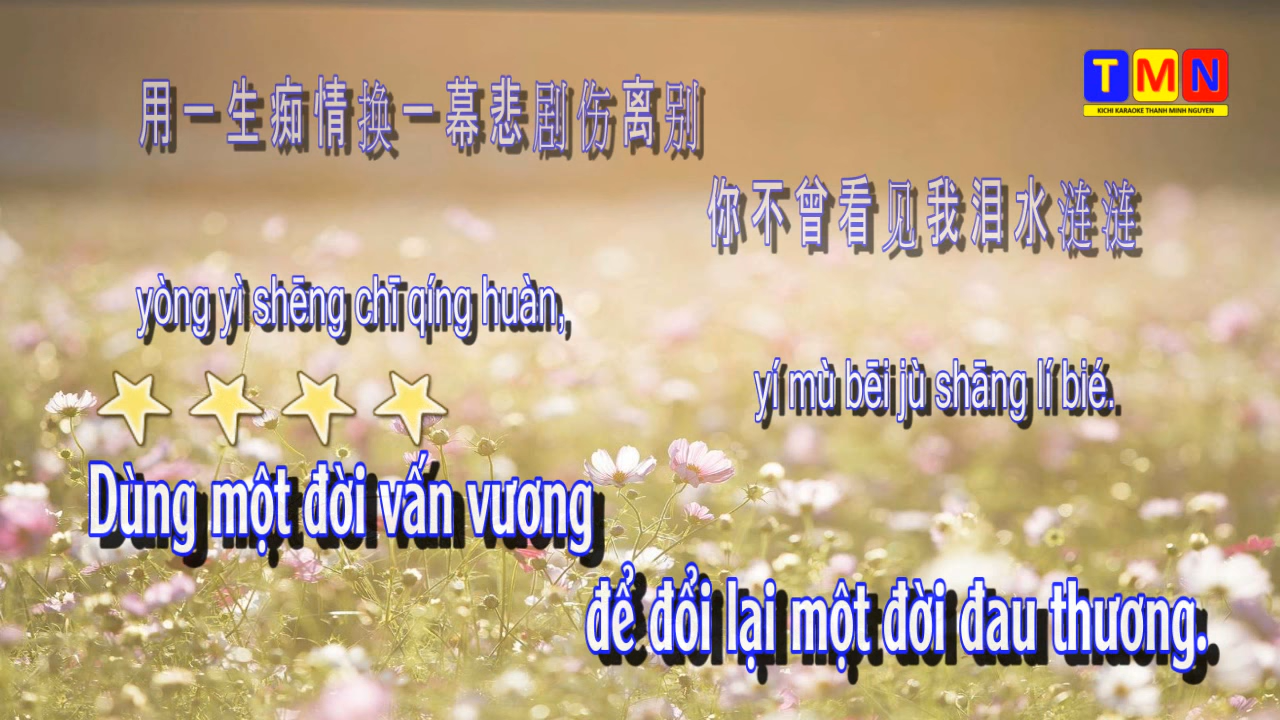 TMN
KICHI KARAOKE THANH MINH NGUYEN
用一生痴情换一幕悲剧伤离别
你不曾看见我泪水涟涟
yòng yì shēng chī qíng huàn,
yí mù bēi jù shāng lí bié.
Dùng một đời vấn vương
để đổi lại một đời đau thương.